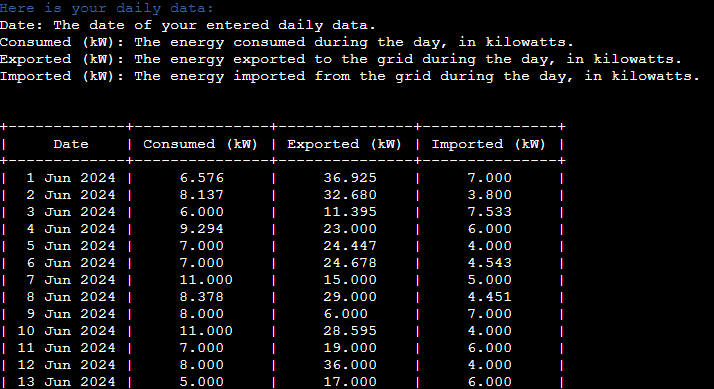 Here is your daily data:
Date: The date of your entered daily data.
Consumed (kW): The energy consumed during the day, in kilowatts.
Exported (kW): The energy exported to the grid during the day, in kilowatts.
Imported (kW): The energy imported from the grid during the day, in kilowatts.
+-------------+---------------+---------------+---------------+
| Date | Consumed (kW) | Exported (kW) | Imported (kW) |
+-------------+---------------+---------------+---------------+
| 1 Jun 2024 | 6.576 | 36.925 | 7.000 |
| 2 Jun 2024 | 8.137 | 32.680 | 3.800 |
| 3 Jun 2024 | 6.000 | 11.395 | 7.533 |
| 4 Jun 2024 | 9.294 | 23.000 | 6.000 |
| 5 Jun 2024 | 7.000 | 24.447 | 4.000 |
| 6 Jun 2024 | 7.000 | 24.678 | 4.543 |
| 7 Jun 2024 | 11.000 | 15.000 | 5.000 |
| 8 Jun 2024 | 8.378 | 29.000 | 4.451 |
| 9 Jun 2024 | 8.000 | 6.000 | 7.000 |
| 10 Jun 2024 | 11.000 | 28.595 | 4.000 |
| 11 Jun 2024 | 7.000 | 19.000 | 6.000 |
| 12 Jun 2024 | 8.000 | 36.000 | 4.000 |
| 13 Jun 2024 | 5.000 | 17.000 | 6.000 |